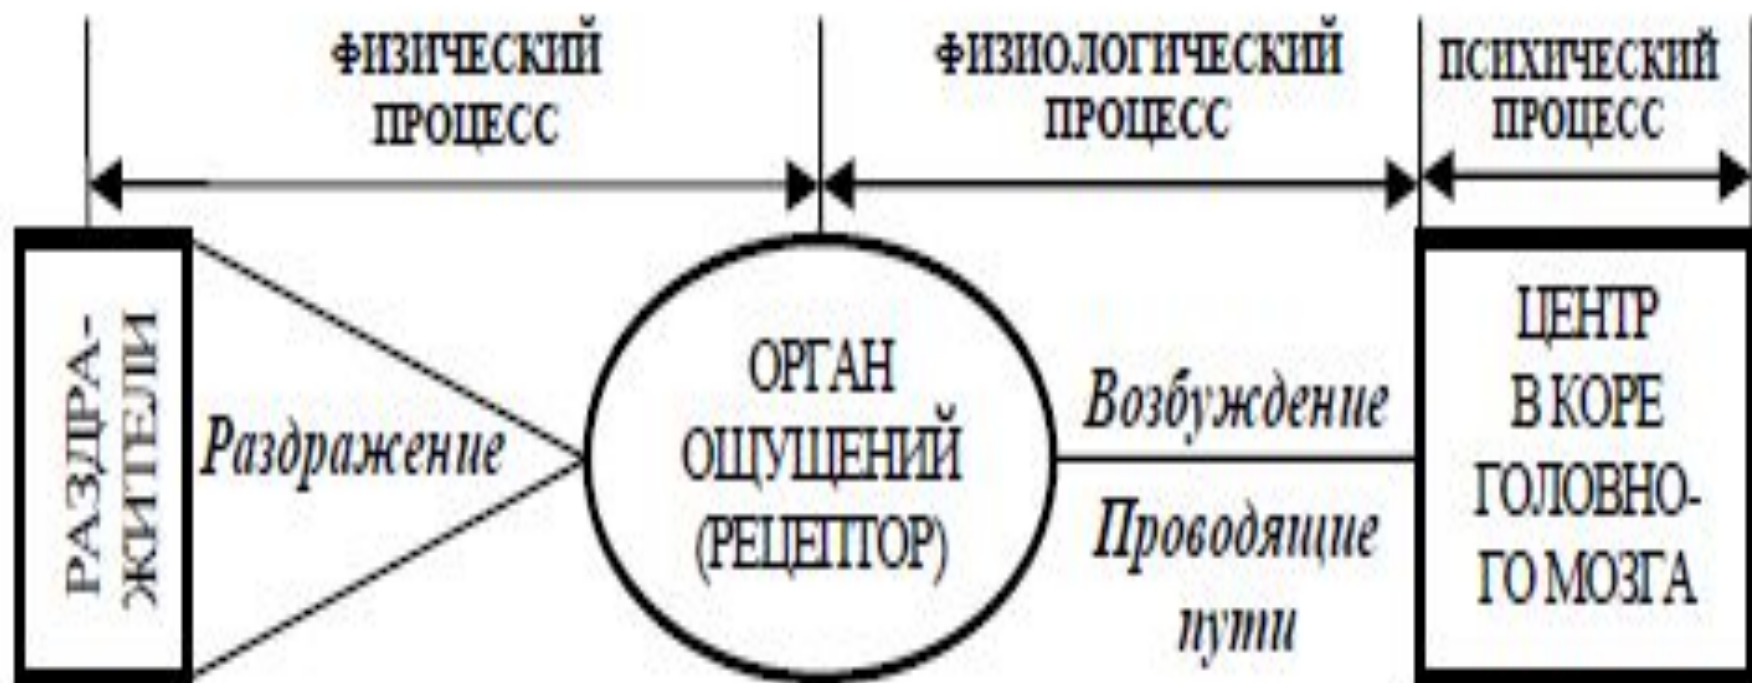 ФИЗИЧЕСКИЙ
ПРОЦЕСС
ФИЗИОЛОГИЧЕСКИЙ
ПРОЦЕСС
ПСИХИЧЕСКИЙ
ПРОЦЕСС
РАЗДРА-
ЖИТЕЛИ
Раздражение
ОРГАН
ОЩУЩЕНИЙ
(РЕЦЕПТОР)
Возбуждение
Проводящие
пути
ЦЕНТР
В КОРЕ
ГОЛОВНО-
ГО МОЗГА